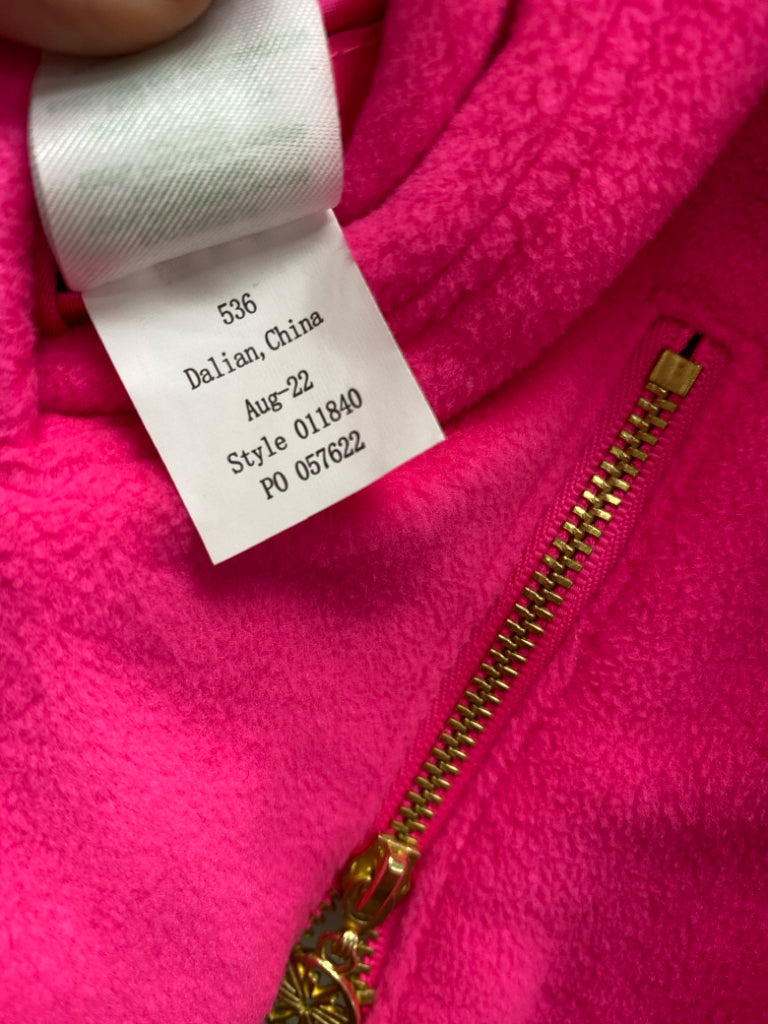 536
Dalian, China
Aug-22
Style 011840
PO 057622